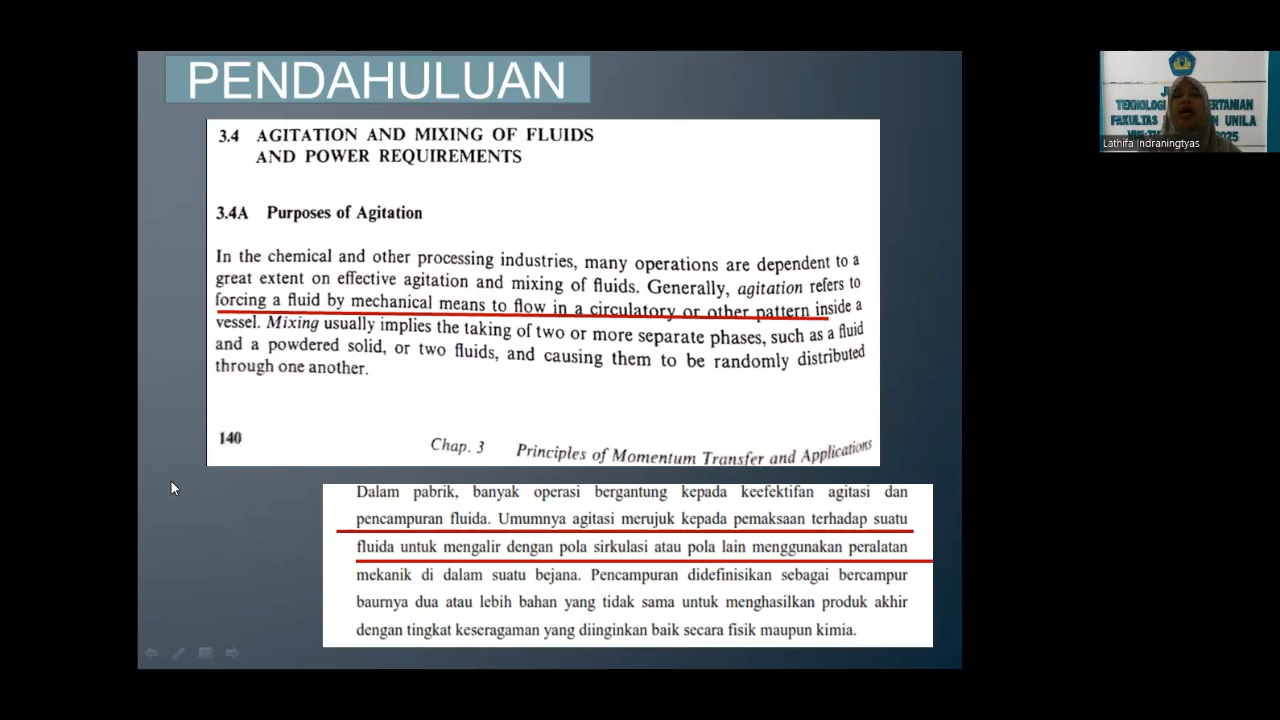 PENDAHULUAN
3.4 AGITATION AND MIXING OF FLUIDS
AND POWER REQUIREMENTS
3.4A Purposes of Agitation
In the chemical and other processing industries, many operations are dependent to a
great extent on effective agitation and mixing of fluids. Generally, agitation refers to
forcing a fluid by mechanical means to flow in a circulatory or other pattern inside a
vessel. Mixing usually implies the taking of two or more separate phases, such as a fluid
and a powdered solid, or two fluids, and causing them to be randomly distributed
through one another.
140 Chap. 3 Principles of Momentum Transfer and Applications
Dalam pabrik, banyak operasi bergantung kepada keefektifan agitasi dan
pencampuran fluida. Umumnya agitasi merujuk kepada pemaksaan terhadap suatu
fluida untuk mengalir dengan pola sirkulasi atau pola lain menggunakan peralatan
mekanik di dalam suatu bejana. Pencampuran didefinisikan sebagai bercampur
baurnya dua atau lebih bahan yang tidak sama untuk menghasilkan produk akhir
dengan tingkat keseragaman yang diinginkan baik secara fisik maupun kimia.
TEKNOLOGI
FAKULTAS UNILA
2025
Lathifa Indraningtyas